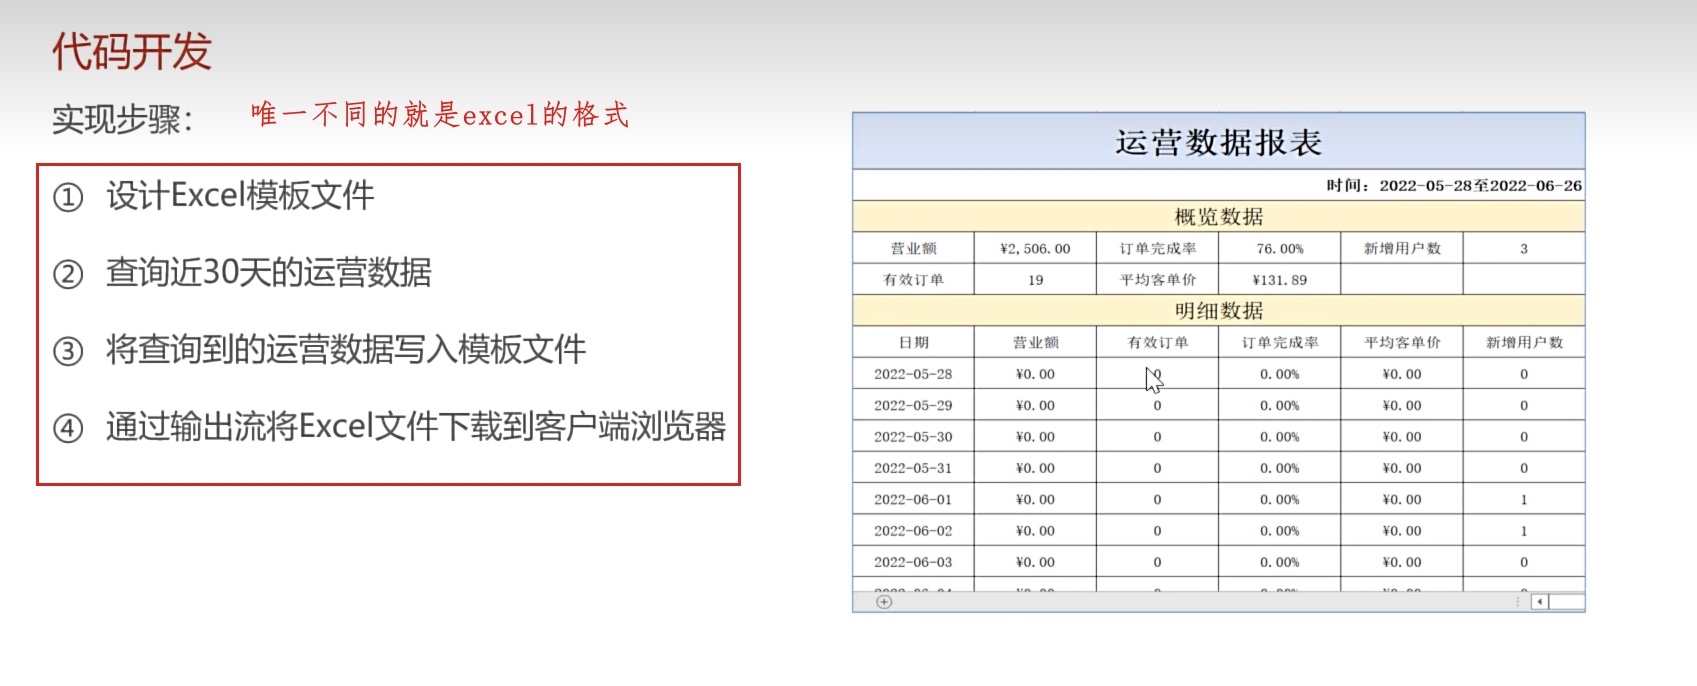 代码开发
实现步骤：
唯一不同的就是excel的格式
① 设计Excel模板文件
② 查询近30天的运营数据
③ 将查询到的运营数据写入模板文件
④ 通过输出流将Excel文件下载到客户端浏览器
运营数据报表
时间：2022-05-28至2022-06-26
概览数据
营业额 ¥2,506.00 订单完成率 76.00% 新增用户数 3
有效订单 19 平均客单价 ¥131.89
明细数据
日期 营业额 有效订单 订单完成率 平均客单价 新增用户数
2022-05-28 ¥0.00 0 0.00% ¥0.00 0
2022-05-29 ¥0.00 0 0.00% ¥0.00 0
2022-05-30 ¥0.00 0 0.00% ¥0.00 0
2022-05-31 ¥0.00 0 0.00% ¥0.00 0
2022-06-01 ¥0.00 0 0.00% ¥0.00 1
2022-06-02 ¥0.00 0 0.00% ¥0.00 1
2022-06-03 ¥0.00 0 0.00% ¥0.00 0